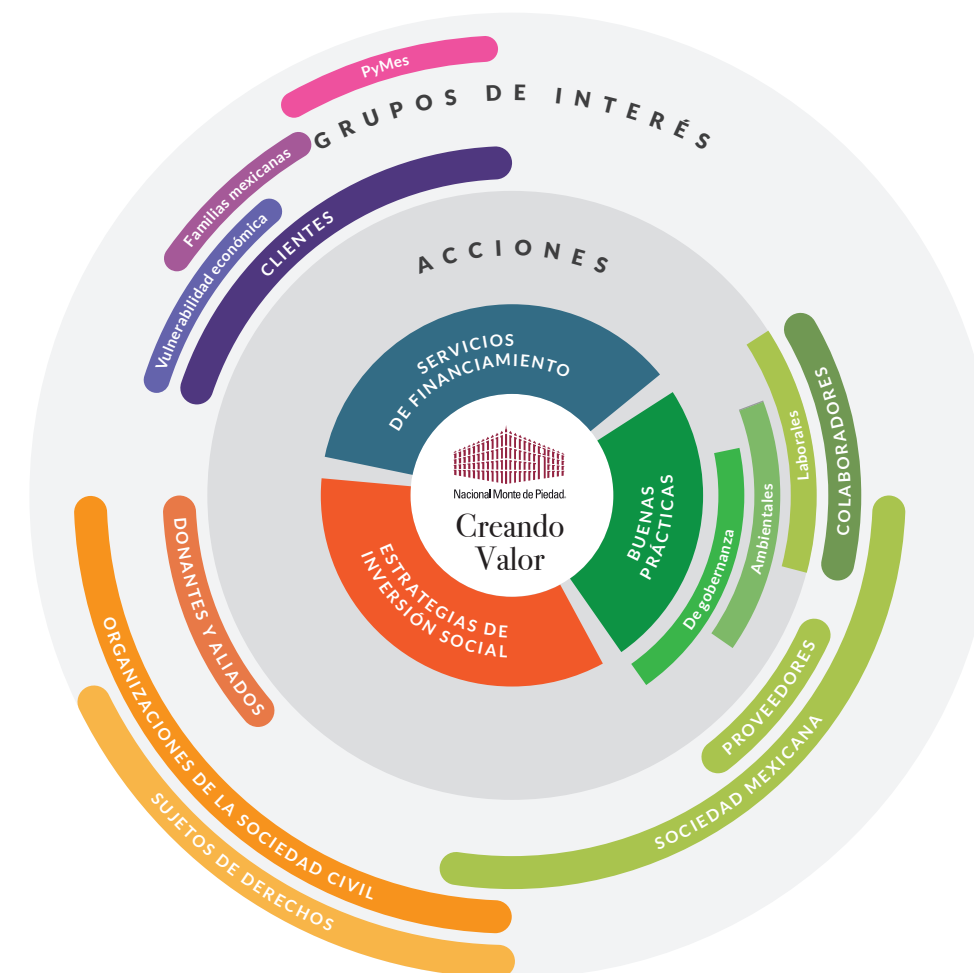 PyMes
GRUPOS DE INTERÉS
Familias mexicanas
Vulnerabilidad económica
CLIENTES
ACCIONES
SERVICIOS
DE FINANCIAMIENTO
Nacional Monte de Piedad.
Creando
Valor
BUENAS
PRÁCTICAS
De gobernanza
Ambientales
Laborales
COLABORADORES
ESTRATEGIAS DE
INVERSIÓN SOCIAL
DONANTES Y ALIADOS
ORGANIZACIONES DE LA SOCIEDAD CIVIL
SUJETOS DE DERECHOS
PROVEEDORES
SOCIEDAD MEXICANA